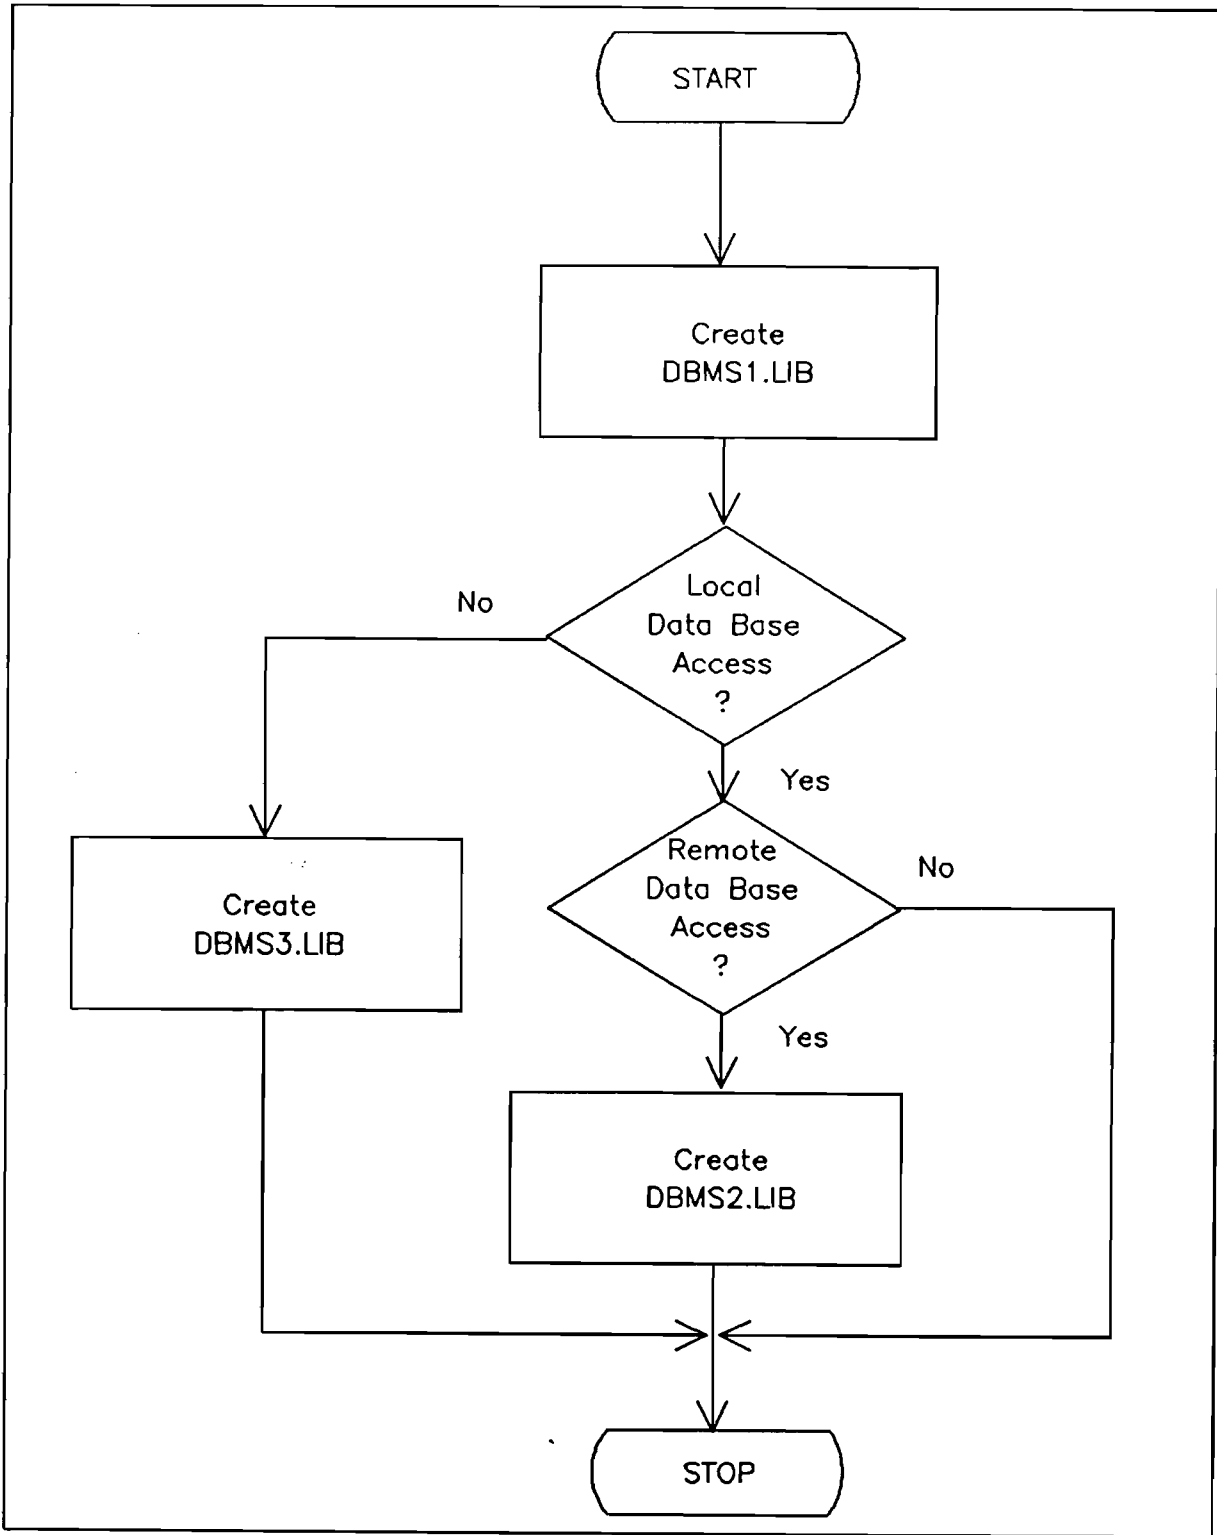 START
Create
DBMS1.LIB
Local
Data Base
Access
?
No
Yes
Remote
Data Base
Access
?
No
Create
DBMS3.LIB
Yes
Create
DBMS2.LIB
STOP